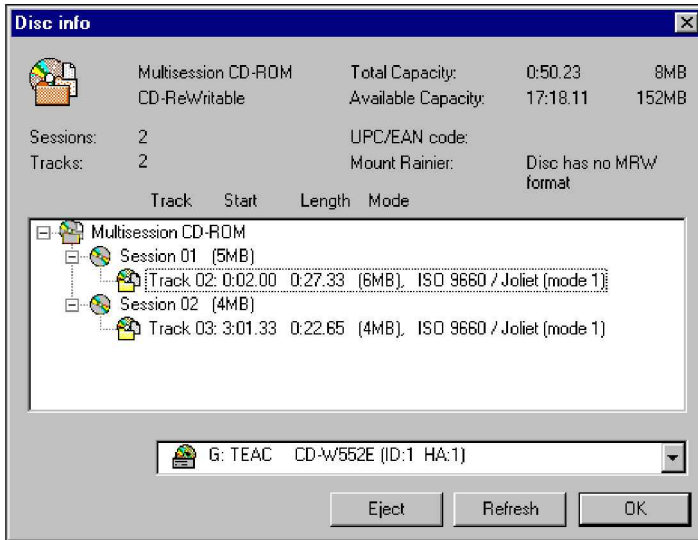 Disc info
Multisession CD-ROM Total Capacity: 0:50.23 8MB
CD-ReWritable Available Capacity: 17:18.11 152MB
Sessions: 2 UPC/EAN code:
Tracks: 2 Mount Rainier: Disc has no MRW
format
Track Start Length Mode
Multisession CD-ROM
Session 01 (5MB)
Track 02: 0:02.00 0:27.33 (6MB), ISO 9660 / Joliet (mode 1)
Session 02 (4MB)
Track 03: 3:01.33 0:22.65 (4MB), ISO 9660 / Joliet (mode 1)
G: TEAC CD-W552E (ID:1 HA:1)
Eject Refresh OK